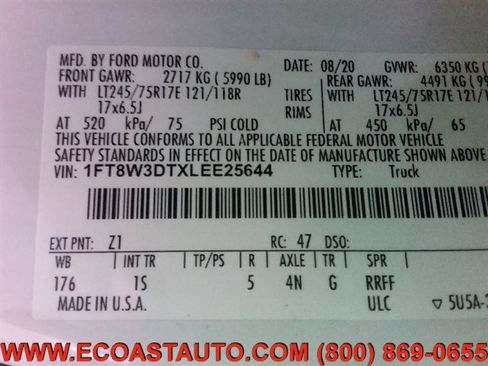 MFD. BY FORD MOTOR CO.
DATE: 08/20 GVWR: 6350 KG
FRONT GAWR: 2717 KG ( 5990 LB)
REAR GAWR: 4491 KG
WITH LT245/75R17E 121/118R TIRES WITH LT245/75R17E 121/
17x6.5J RIMS 17x6.5J
AT 520 kPa/ 75 PSI COLD AT 450 kPa/ 65
THIS VEHICLE CONFORMS TO ALL APPLICABLE FEDERAL MOTOR VEHICLE
SAFETY STANDARDS IN EFFECT ON THE DATE OF MANUFACTURE SHOWN ABOVE.
VIN: 1FT8W3DTXLEE25644 TYPE: Truck
EXT PNT: Z1 RC: 47 DSO:
WB INT TR TP/PS R AXLE TR SPR
176 1S 5 4N G RRFF
MADE IN U.S.A. ULC ▽ 5U5A-
WWW.ECOASTAUTO.COM (800) 869-0655